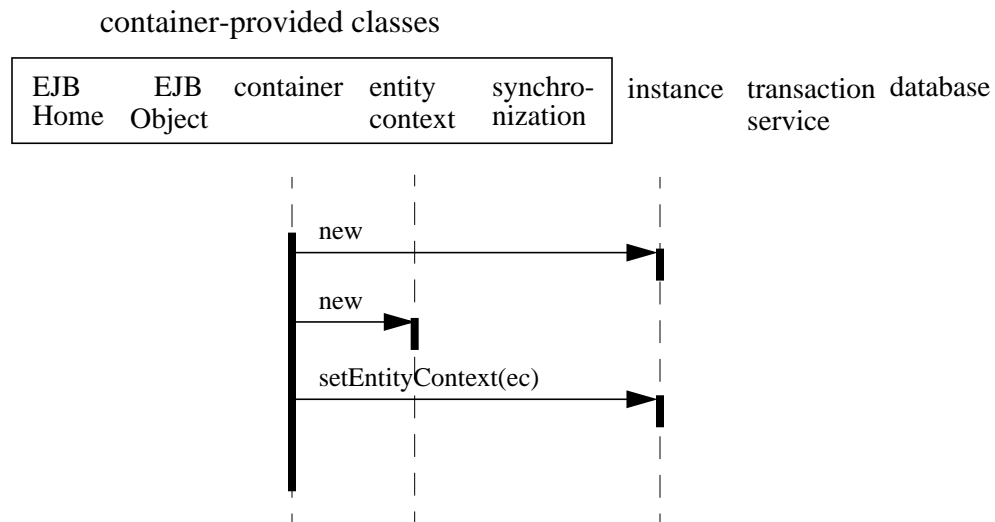 container-provided classes
EJB Home
EJB Object
container
entity context
synchro-
nization
instance
transaction service
database
new
new
setEntityContext(ec)